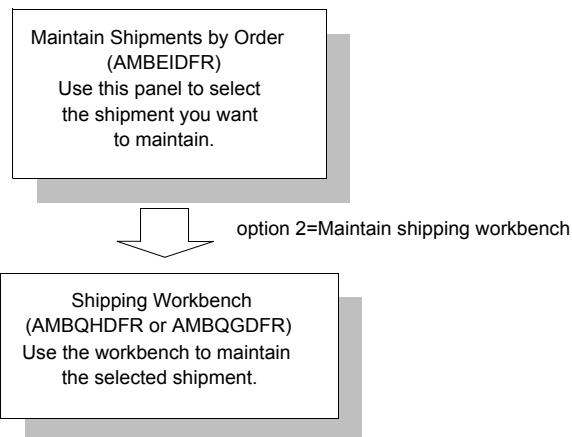 Maintain Shipments by Order
(AMBEIDFR)
Use this panel to select
the shipment you want
to maintain.
option 2=Maintain shipping workbench
Shipping Workbench
(AMBQHDFR or AMBQGDFR)
Use the workbench to maintain
the selected shipment.